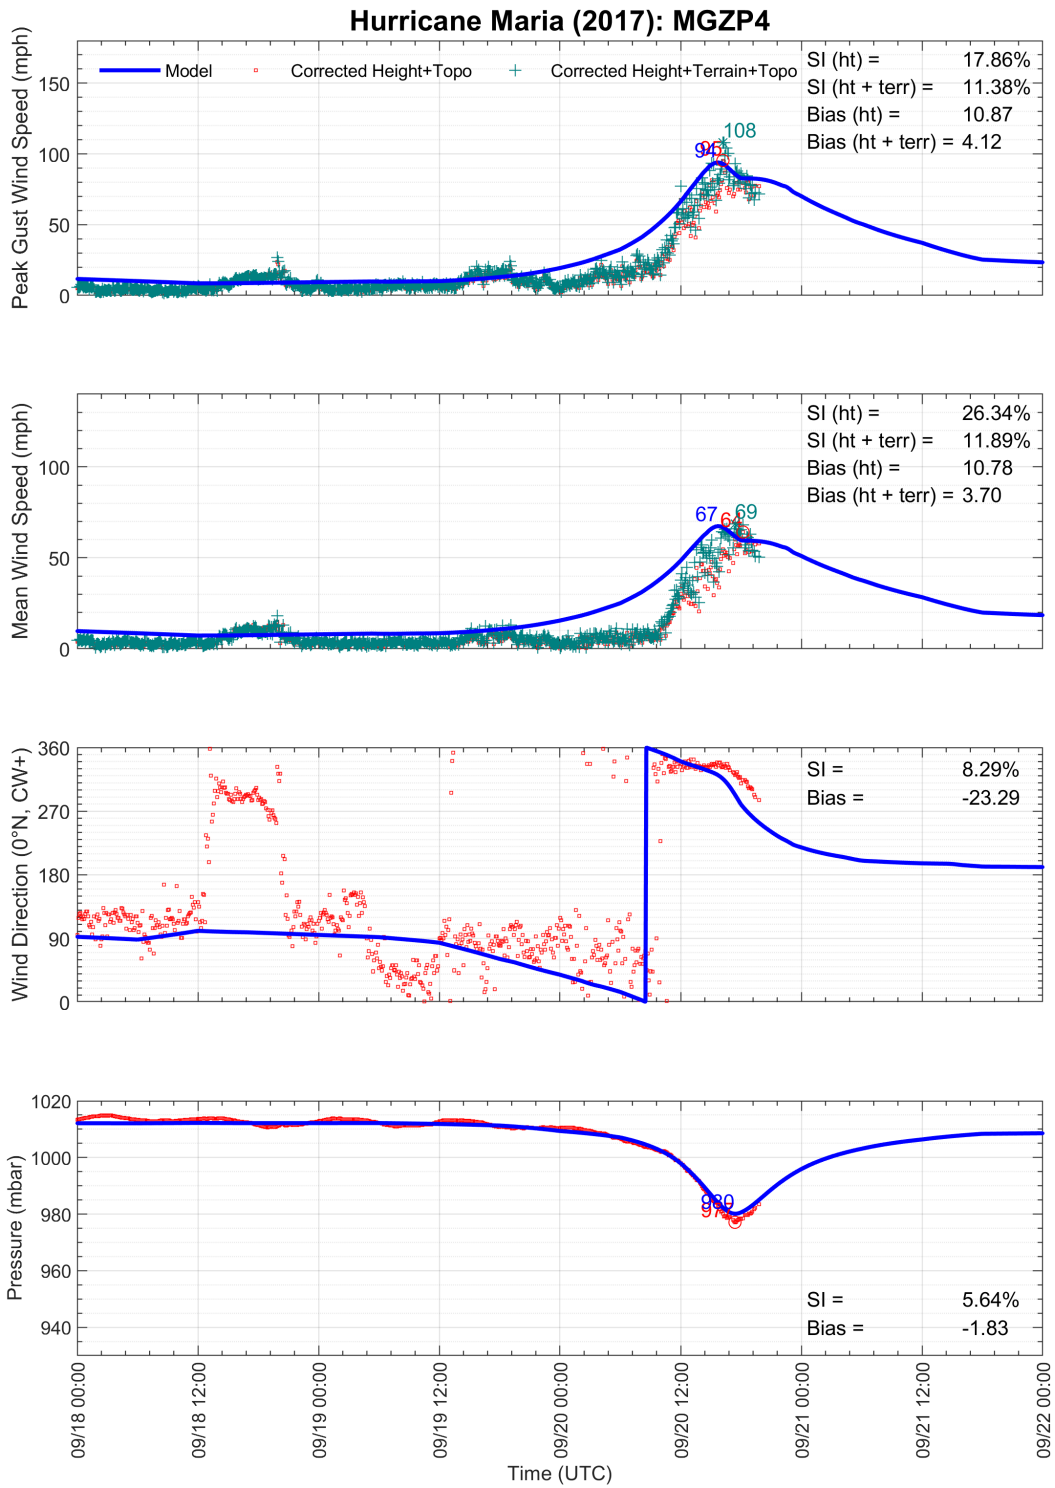 Hurricane Maria (2017): MGZP4
Peak Gust Wind Speed (mph)
150
100
50
0
Model
Corrected Height+Topo
Corrected Height+Terrain+Topo
SI (ht) = 17.86%
SI (ht + terr) = 11.38%
Bias (ht) = 10.87
Bias (ht + terr) = 4.12
94
108
Mean Wind Speed (mph)
100
50
0
SI (ht) = 26.34%
SI (ht + terr) = 11.89%
Bias (ht) = 10.78
Bias (ht + terr) = 3.70
67
64
69
Wind Direction (0°N, CW+)
360
270
180
90
0
SI = 8.29%
Bias = -23.29
Pressure (mbar)
1020
1000
980
960
940
980
SI = 5.64%
Bias = -1.83
09/18 00:00
09/18 12:00
09/19 00:00
09/19 12:00
09/20 00:00
09/20 12:00
09/21 00:00
09/21 12:00
09/22 00:00
Time (UTC)